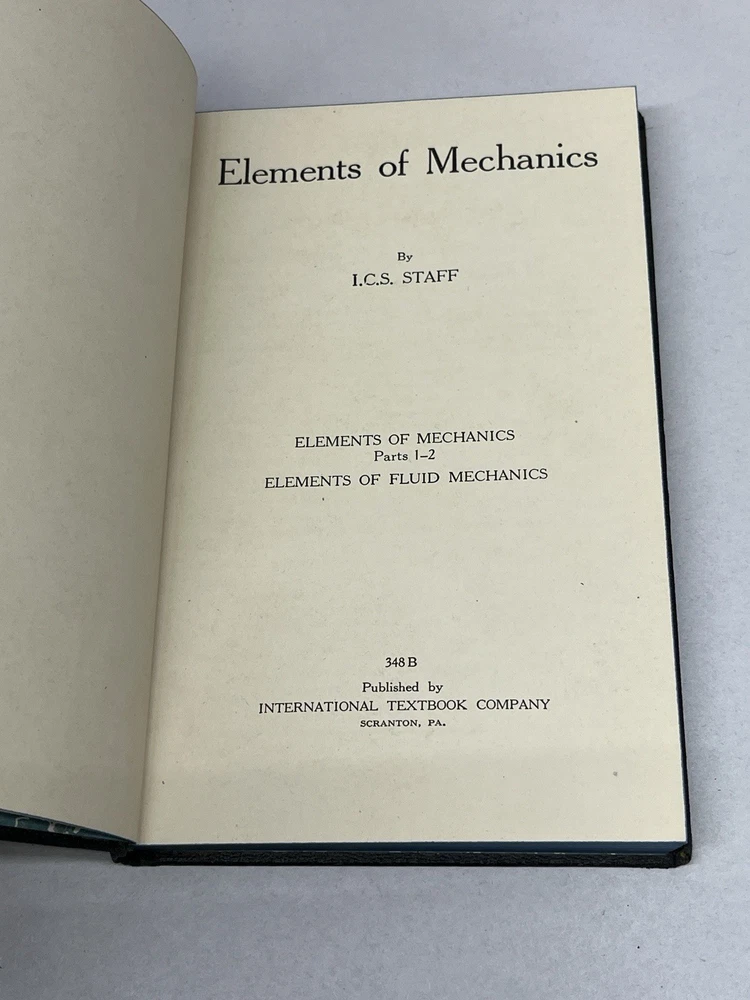 Elements of Mechanics
By
I.C.S. STAFF
ELEMENTS OF MECHANICS
Parts 1–2
ELEMENTS OF FLUID MECHANICS
348 B
Published by
INTERNATIONAL TEXTBOOK COMPANY
SCRANTON, PA.